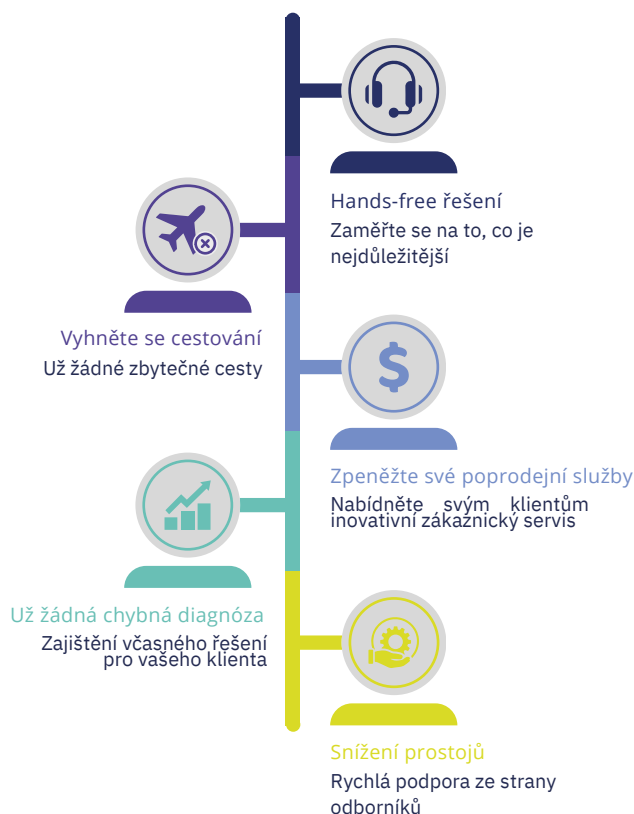 Hands-free řešení
Zaměřte se na to, co je
nejdůležitější
Vyhněte se cestování
Už žádné zbytečné cesty
$
Zpeněžte své poprodejní služby
Nabídněte svým klientům
inovativní zákaznický servis
Už žádná chybná diagnóza
Zajištění včasného řešení
pro vašeho klienta
Snížení prostojů
Rychlá podpora ze strany
odborníků